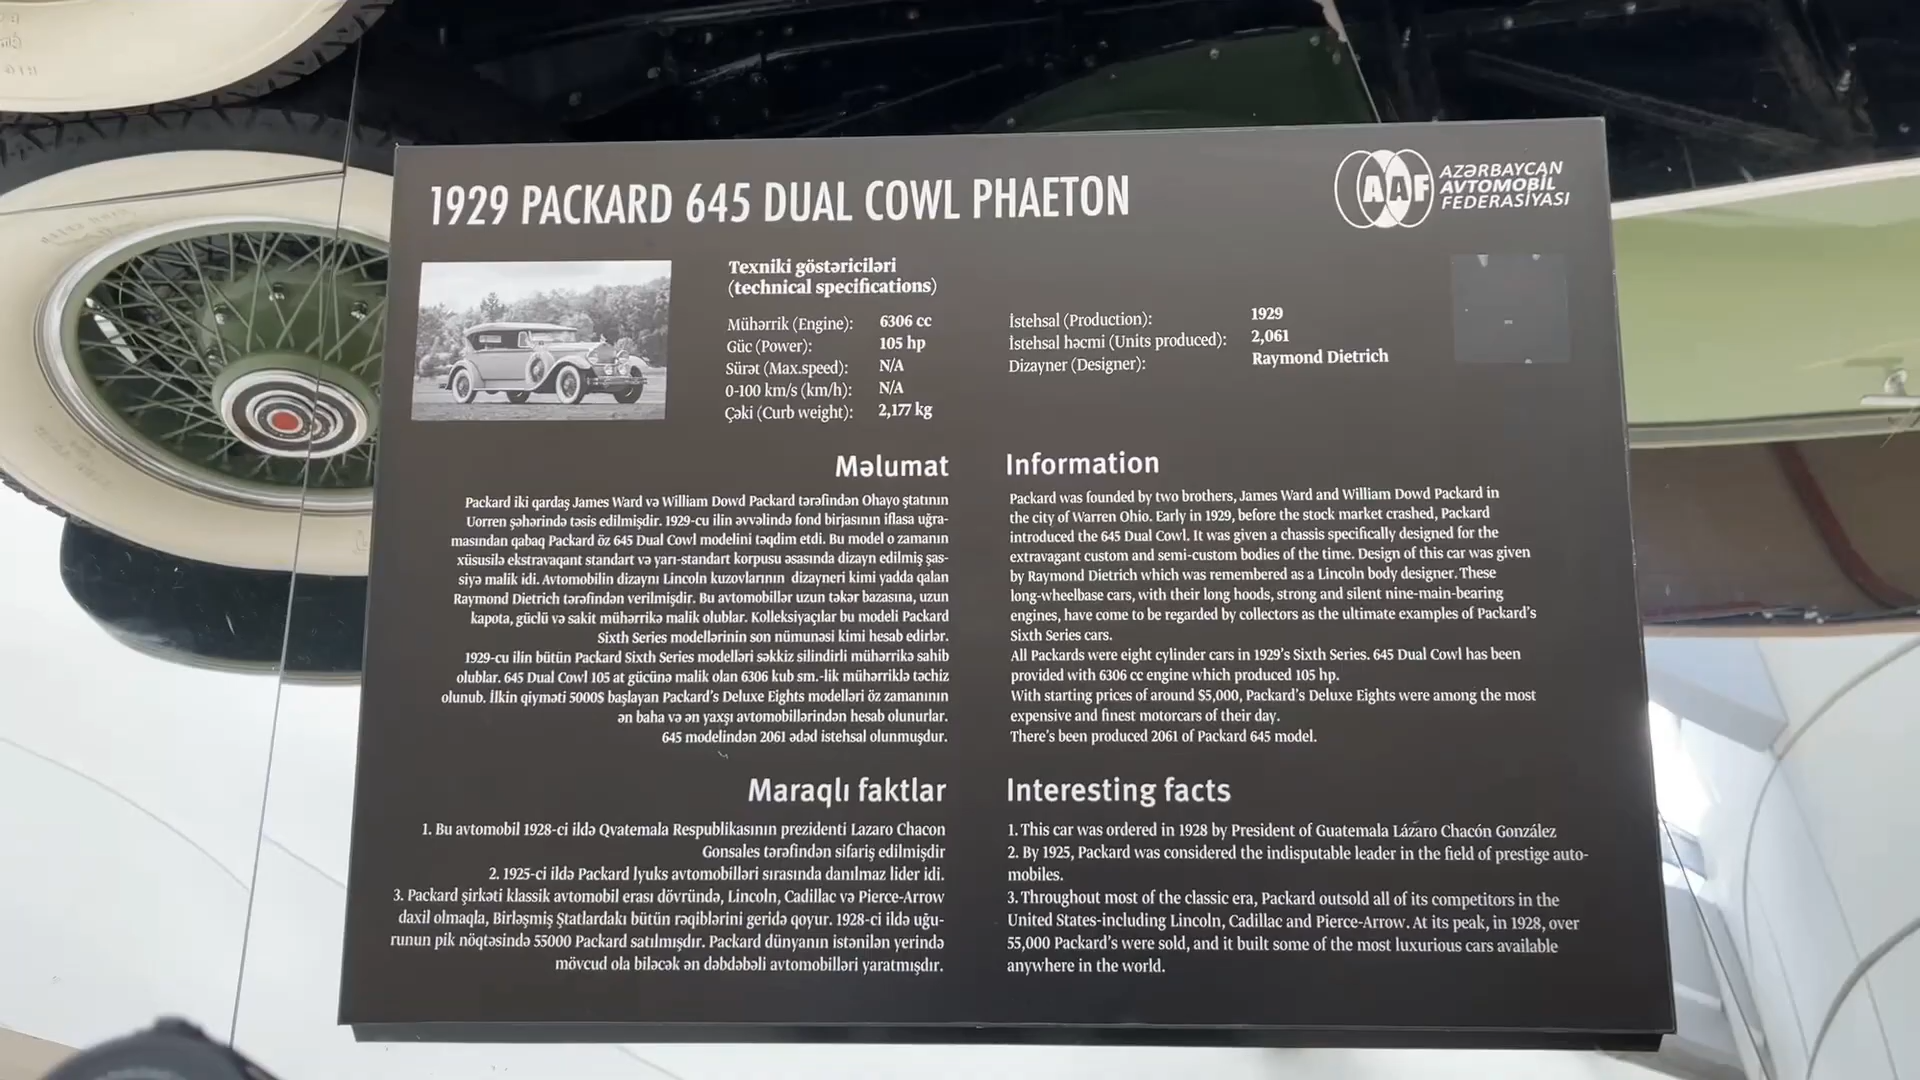 1929 PACKARD 645 DUAL COWL PHAETON
AAF
AZƏRBAYCAN
AVTOMOBİL
FEDERASİYASI
Texniki göstəriciləri
(technical specifications)
Mühərrik (Engine): 6306 cc
Güc (Power): 105 hp
Sürət (Max.speed): N/A
0-100 km/s (km/h): N/A
Çəki (Curb weight): 2,177 kg
İstehsal (Production): 1929
İstehsal həcmi (Units produced): 2,061
Dizayner (Designer): Raymond Dietrich
Məlumat
Packard iki qardaş James Ward və William Dowd Packard tərəfindən Ohayo ştatının
Uorren şəhərində təsis edilmişdir. 1929-cu ilin əvvəlində fond birjasının iflasa uğra-
masından qabaq Packard öz 645 Dual Cowl modelini təqdim etdi. Bu model o zamanın
xüsusilə ekstravaqant standart və yarı-standart korpusu əsasında dizayn edilmiş şas-
siyə malik idi. Avtomobilin dizaynı Lincoln kuzovlarının dizayneri kimi yadda qalan
Raymond Dietrich tərəfindən verilmişdir. Bu avtomobillər uzun təkər bazasına, uzun
kapota, güclü və sakit mühərrikə malik olublar. Kolleksiyaçılar bu modeli Packard
Sixth Series modellərinin son nümunəsi kimi hesab edirlər.
1929-cu ilin bütün Packard Sixth Series modelləri səkkiz silindirli mühərrikə sahib
olublar. 645 Dual Cowl 105 at gücünə malik olan 6306 kub sm.-lik mühərriklə təchiz
olunub. İlkin qiyməti 5000$ başlayan Packard's Deluxe Eights modelləri öz zamanının
ən baha və ən yaxşı avtomobillərindən hesab olunurlar.
645 modelindən 2061 ədəd istehsal olunmuşdur.
Information
Packard was founded by two brothers, James Ward and William Dowd Packard in
the city of Warren Ohio. Early in 1929, before the stock market crashed, Packard
introduced the 645 Dual Cowl. It was given a chassis specifically designed for the
extravagant custom and semi-custom bodies of the time. Design of this car was given
by Raymond Dietrich which was remembered as a Lincoln body designer. These
long-wheelbase cars, with their long hoods, strong and silent nine-main-bearing
engines, have come to be regarded by collectors as the ultimate examples of Packard's
Sixth Series cars.
All Packards were eight cylinder cars in 1929's Sixth Series. 645 Dual Cowl has been
provided with 6306 cc engine which produced 105 hp.
With starting prices of around $5,000, Packard's Deluxe Eights were among the most
expensive and finest motorcars of their day.
There's been produced 2061 of Packard 645 model.
Maraqlı faktlar
1. Bu avtomobil 1928-ci ildə Qvatemala Respublikasının prezidenti Lazaro Chacon
Gonsales tərəfindən sifariş edilmişdir
2. 1925-ci ildə Packard lyuks avtomobilləri sırasında danılmaz lider idi.
3. Packard şirkəti klassik avtomobil erası dövründə, Lincoln, Cadillac və Pierce-Arrow
daxil olmaqla, Birləşmiş Ştatlardakı bütün rəqiblərini geridə qoyur. 1928-ci ildə uğu-
runun pik nöqtəsində 55000 Packard satılmışdır. Packard dünyanın istənilən yerində
mövcud ola biləcək ən dəbdəbəli avtomobilləri yaratmışdır.
Interesting facts
1. This car was ordered in 1928 by President of Guatemala Lázaro Chacón González
2. By 1925, Packard was considered the indisputable leader in the field of prestige auto-
mobiles.
3. Throughout most of the classic era, Packard outsold all of its competitors in the
United States-including Lincoln, Cadillac and Pierce-Arrow. At its peak, in 1928, over
55,000 Packard's were sold, and it built some of the most luxurious cars available
anywhere in the world.